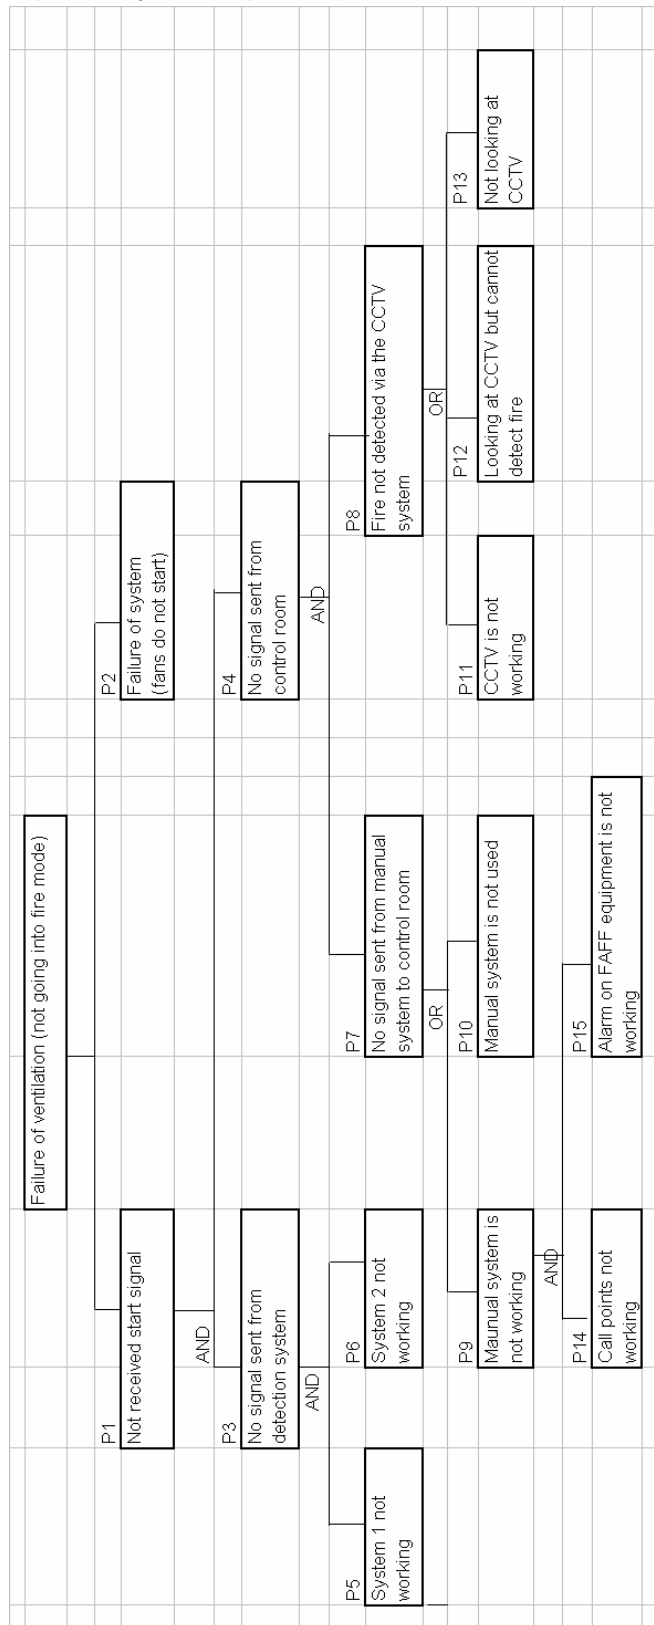 Failure of ventilation (not going into fire mode)
P1
Not received start signal
P2
Failure of system
(fans do not start)
AND
P3
No signal sent from
detection system
P4
No signal sent from
control room
AND
AND
P5
System 1 not
working
P6
System 2 not
working
P7
No signal sent from manual
system to control room
P8
Fire not detected via the CCTV
system
OR
OR
P9
Maunual system is
not working
P10
Manual system is not used
P11
CCTV is not
working
P12
Looking at CCTV but cannot
detect fire
P13
Not looking at
CCTV
AND
P14
Call points not
working
P15
Alarm on FAFF equipment is not
working